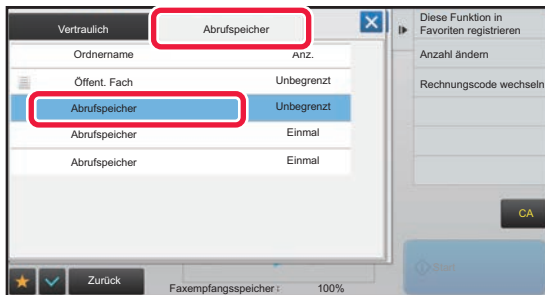 Vertraulich
Abrufspeicher
Ordnername
Anz.
Öffent. Fach
Unbegrenzt
Abrufspeicher
Unbegrenzt
Abrufspeicher
Einmal
Abrufspeicher
Einmal
Zurück
Faxempfangsspeicher: 100%
Diese Funktion in
Favoriten registrieren
Anzahl ändern
Rechnungscode wechseln
CA
Start